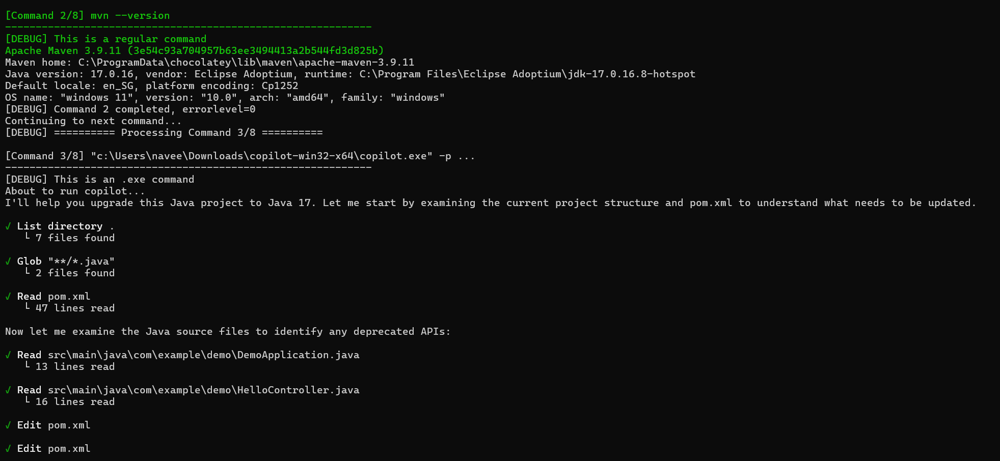 [Command 2/8] mvn --version
------------------------------------------------------------
[DEBUG] This is a regular command
Apache Maven 3.9.11 (3e54c93a704957b63ee3494413a2b544fd3d825b)
Maven home: C:\ProgramData\chocolatey\lib\maven\apache-maven-3.9.11
Java version: 17.0.16, vendor: Eclipse Adoptium, runtime: C:\Program Files\Eclipse Adoptium\jdk-17.0.16.8-hotspot
Default locale: en_SG, platform encoding: Cp1252
OS name: "windows 11", version: "10.0", arch: "amd64", family: "windows"
[DEBUG] Command 2 completed, errorlevel=0
Continuing to next command...
[DEBUG] ========== Processing Command 3/8 ==========
[Command 3/8] "c:\Users\navee\Downloads\copilot-win32-x64\copilot.exe" -p ...
------------------------------------------------------------
[DEBUG] This is an .exe command
About to run copilot...
I'll help you upgrade this Java project to Java 17. Let me start by examining the current project structure and pom.xml to understand what needs to be updated.
√ List directory .
└ 7 files found
√ Glob "**/*.java"
└ 2 files found
√ Read pom.xml
└ 47 lines read
Now let me examine the Java source files to identify any deprecated APIs:
√ Read src\main\java\com\example\demo\DemoApplication.java
└ 13 lines read
√ Read src\main\java\com\example\demo\HelloController.java
└ 16 lines read
√ Edit pom.xml
√ Edit pom.xml